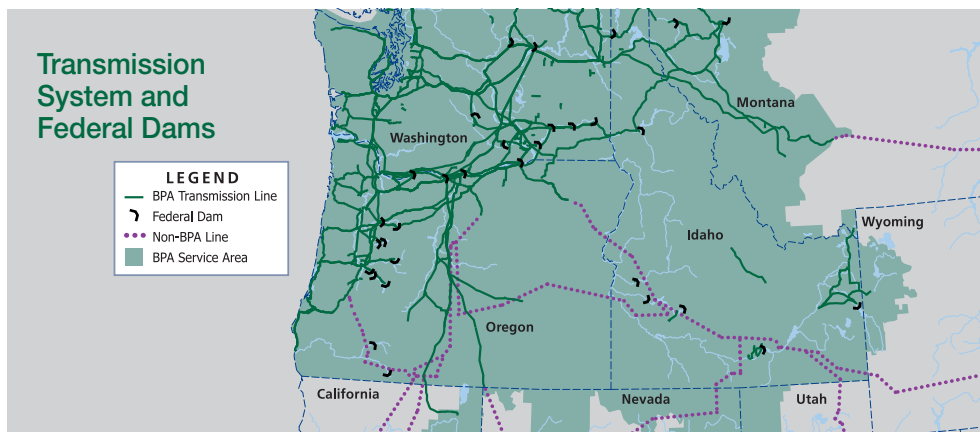 Transmission
System and
Federal Dams
LEGEND
BPA Transmission Line
Federal Dam
Non-BPA Line
BPA Service Area
Washington
Montana
Wyoming
Idaho
Oregon
California
Nevada
Utah